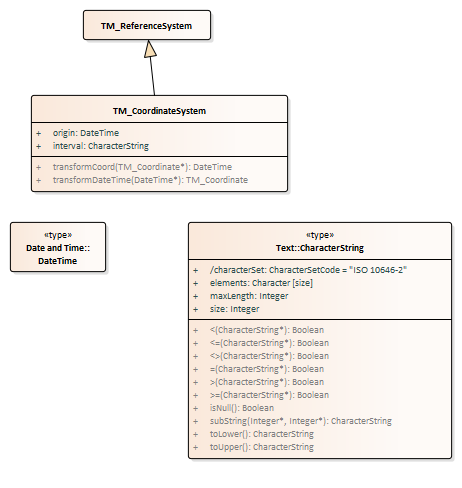 TM_ReferenceSystem
TM_CoordinateSystem
+ origin: DateTime
+ interval: CharacterString
+ transformCoord(TM_Coordinate*): DateTime
+ transformDateTime(DateTime*): TM_Coordinate
«type»
Date and Time::
DateTime
«type»
Text::CharacterString
+ /characterSet: CharacterSetCode = "ISO 10646-2"
+ elements: Character [size]
+ maxLength: Integer
+ size: Integer
+ <(CharacterString*): Boolean
+ <=(CharacterString*): Boolean
+ <>(CharacterString*): Boolean
+ =(CharacterString*): Boolean
+ >(CharacterString*): Boolean
+ >=(CharacterString*): Boolean
+ isNull(): Boolean
+ subString(Integer*, Integer*): CharacterString
+ toLower(): CharacterString
+ toUpper(): CharacterString